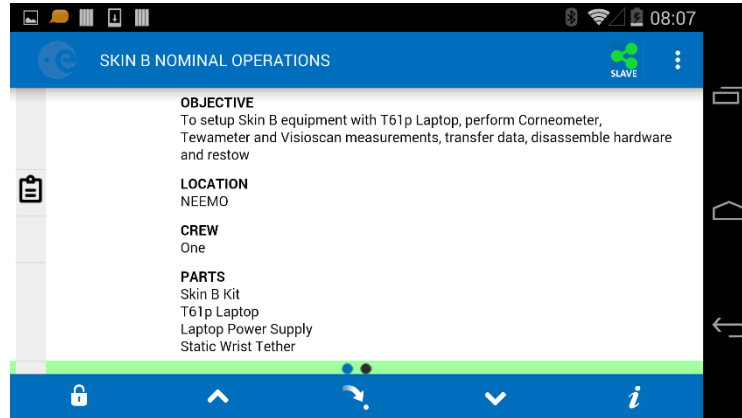 08:07
SKIN B NOMINAL OPERATIONS
SLAVE
OBJECTIVE
To setup Skin B equipment with T61p Laptop, perform Corneometer,
Tewameter and Visioscan measurements, transfer data, disassemble hardware
and restow
LOCATION
NEEMO
CREW
One
PARTS
Skin B Kit
T61p Laptop
Laptop Power Supply
Static Wrist Tether
i